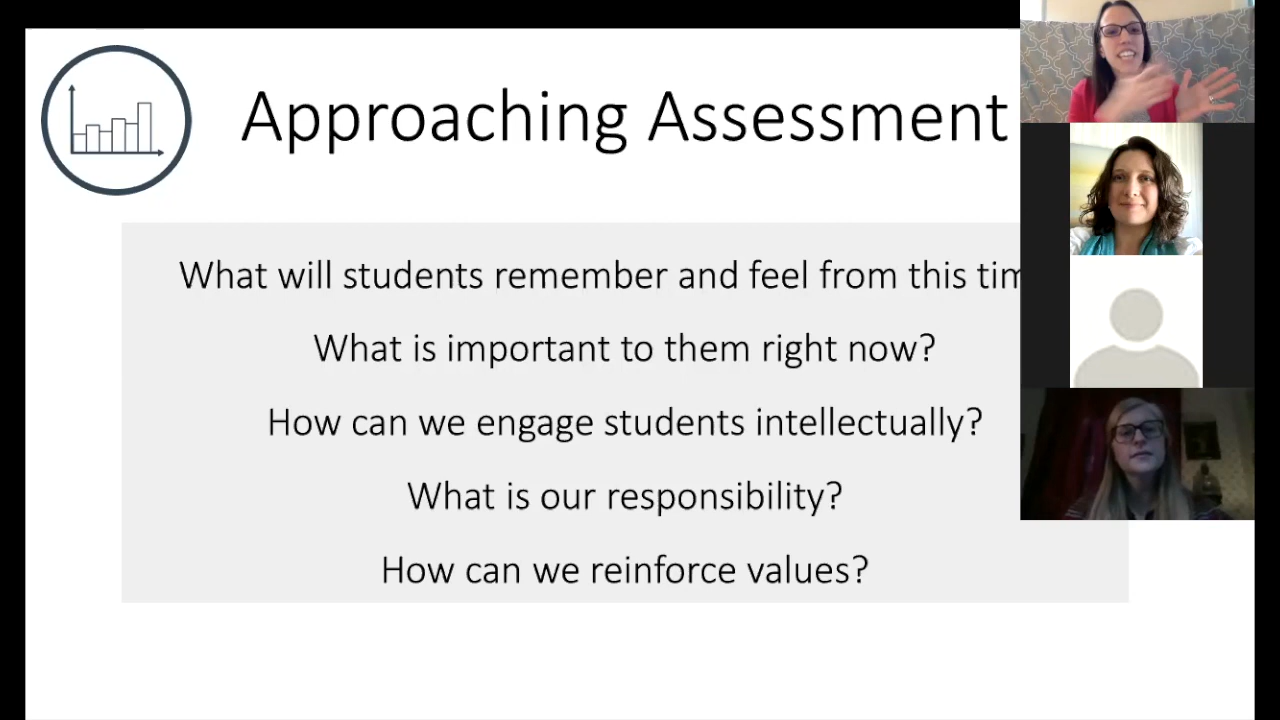 Approaching Assessment
What will students remember and feel from this
What is important to them right now?
How can we engage students intellectually?
What is our responsibility?
How can we reinforce values?